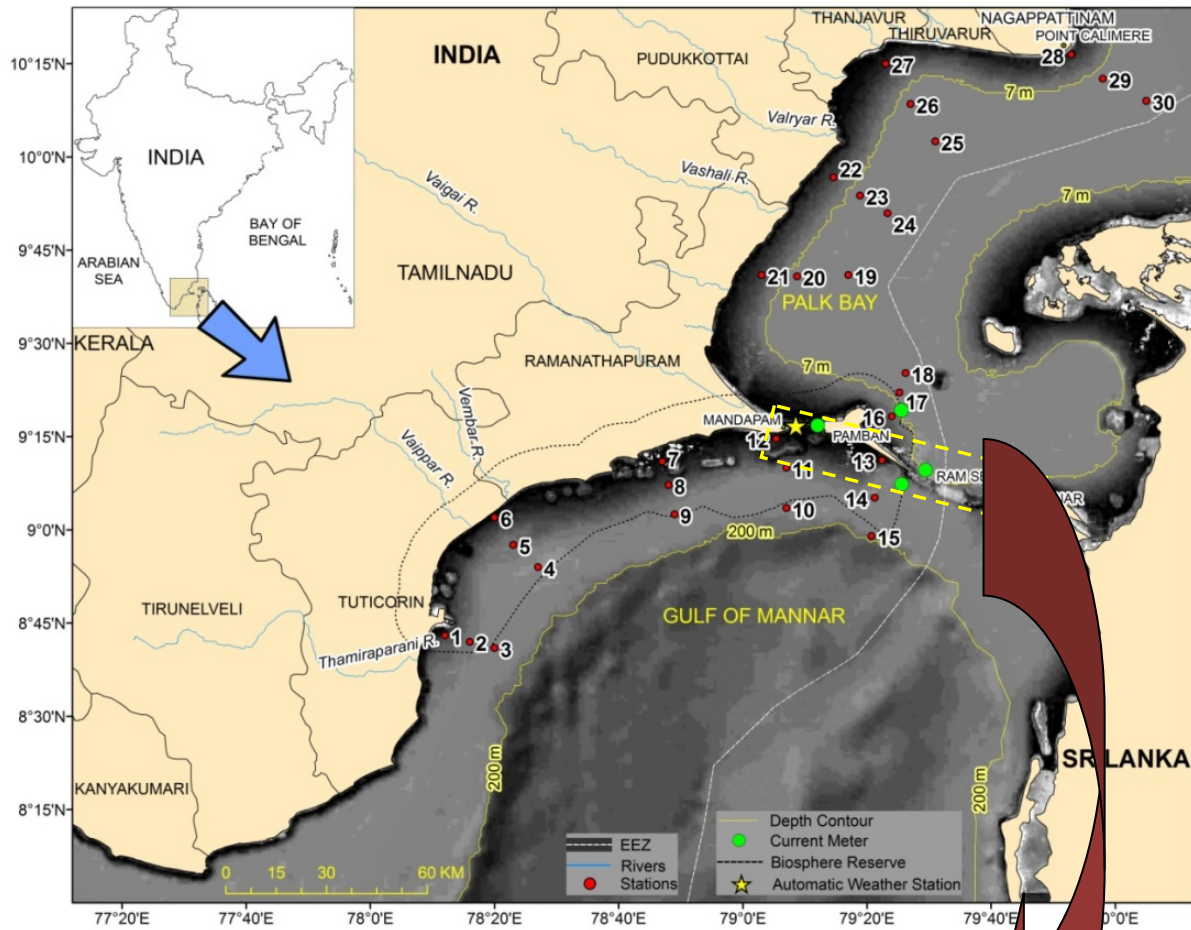 THANJAVUR
NAGAPPATTINAM
THIRUVARUR
POINT CALIMERE
INDIA
PUDUKKOTTAI
10°15'N
10°0'N
9°45'N
9°30'N
9°15'N
9°0'N
8°45'N
8°30'N
8°15'N
INDIA
BAY OF
BENGAL
ARABIAN
SEA
KERALA
TAMILNADU
RAMANATHAPURAM
Valryar R.
Vashali R.
Vaigai R.
Vembar R.
Vaippar R.
Thamiraparani R.
TIRUNELVELI
TUTICORIN
KANYAKUMARI
27
28
29
30
26
25
7 m
22
23
24
7 m
21
20
19
PALK BAY
7 m
18
17
16
MANDAPAM
PAMBAN
12
13
RAM SE
NAR
11
7
8
14
9
10
6
200 m
15
5
4
GULF OF MANNAR
1
2
3
200 m
200 m
SRI LANKA
0
15
30
60 KM
EEZ
Rivers
Stations
Depth Contour
Current Meter
Biosphere Reserve
Automatic Weather Station
77°20'E
77°40'E
78°0'E
78°20'E
78°40'E
79°0'E
79°20'E
79°40'E
0°0'E